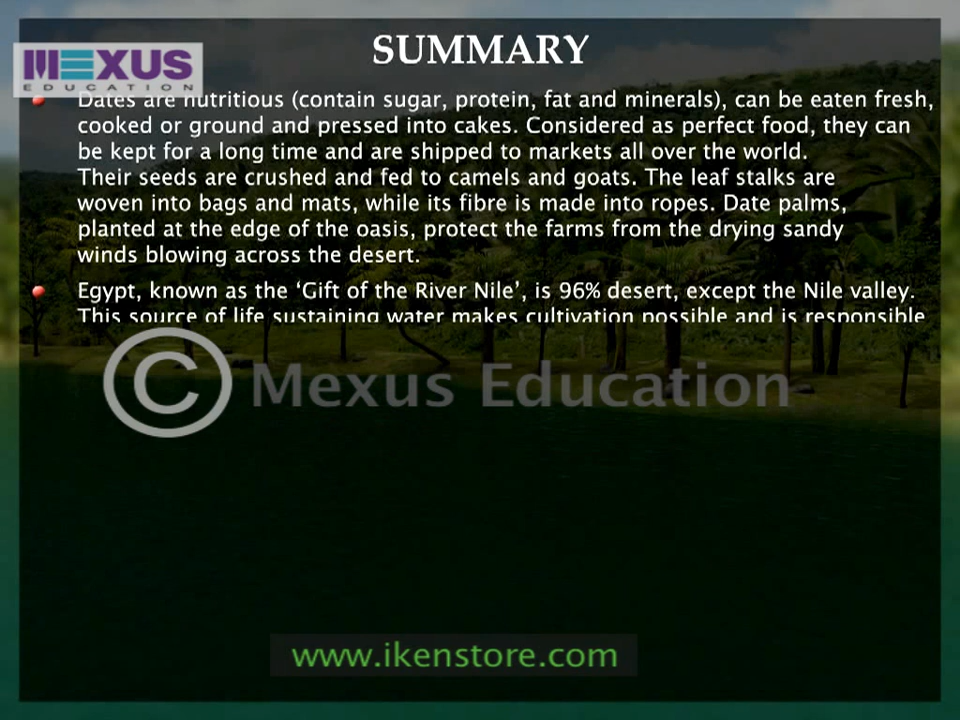 SUMMARY
MEXUS
EDUCATION
Dates are nutritious (contain sugar, protein, fat and minerals), can be eaten fresh,
cooked or ground and pressed into cakes. Considered as perfect food, they can
be kept for a long time and are shipped to markets all over the world.
Their seeds are crushed and fed to camels and goats. The leaf stalks are
woven into bags and mats, while its fibre is made into ropes. Date palms,
planted at the edge of the oasis, protect the farms from the drying sandy
winds blowing across the desert.
Egypt, known as the ‘Gift of the River Nile’, is 96% desert, except the Nile valley.
This source of life sustaining water makes cultivation possible and is responsible
© Mexus Education
www.ikenstore.com